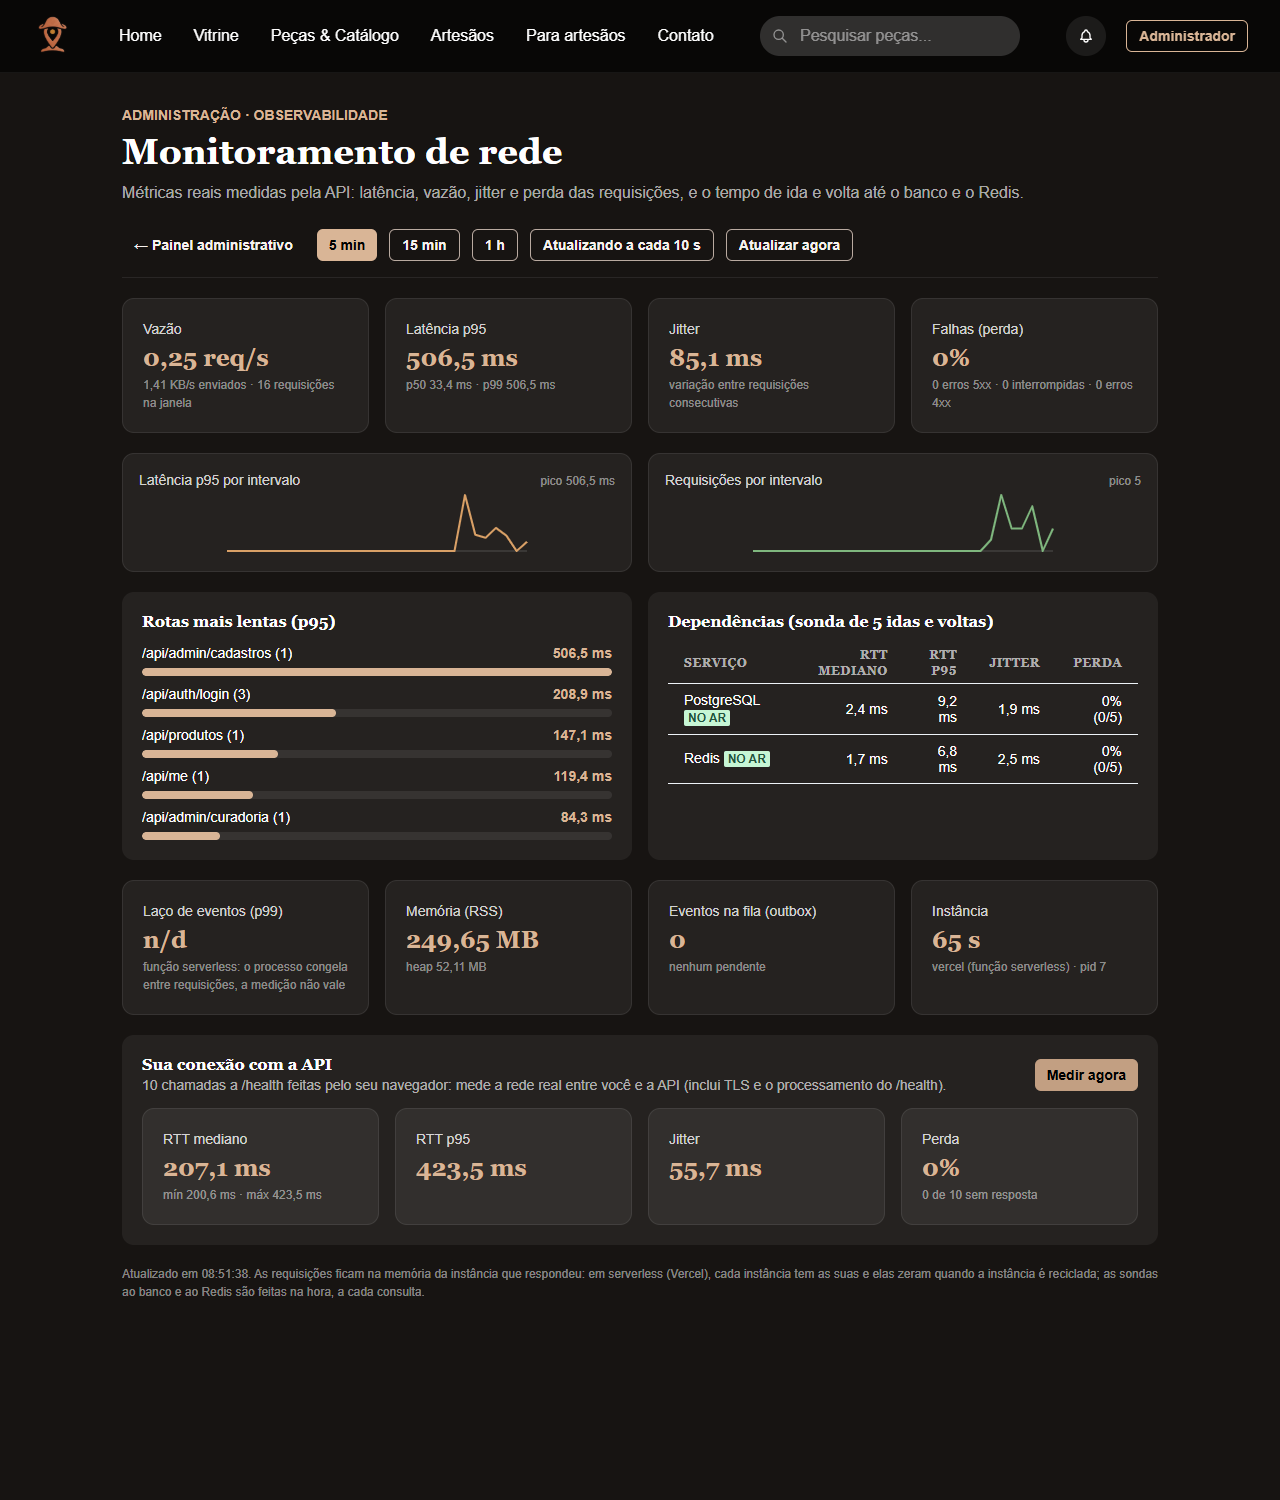 Home Vitrine Peças & Catálogo Artesãos Para artesãos Contato Pesquisar peças... Administrador
ADMINISTRAÇÃO · OBSERVABILIDADE
Monitoramento de rede
Métricas reais medidas pela API: latência, vazão, jitter e perda das requisições, e o tempo de ida e volta até o banco e o Redis.
← Painel administrativo 5 min 15 min 1 h Atualizando a cada 10 s Atualizar agora
Vazão
0,25 req/s
1,41 KB/s enviados · 16 requisições
na janela
Latência p95
506,5 ms
p50 33,4 ms · p99 506,5 ms
Jitter
85,1 ms
variação entre requisições
consecutivas
Falhas (perda)
0%
0 erros 5xx · 0 interrompidas · 0 erros
4xx
Latência p95 por intervalo pico 506,5 ms
Requisições por intervalo pico 5
Rotas mais lentas (p95)
/api/admin/cadastros (1) 506,5 ms
/api/auth/login (3) 208,9 ms
/api/produtos (1) 147,1 ms
/api/me (1) 119,4 ms
/api/admin/curadoria (1) 84,3 ms
Dependências (sonda de 5 idas e voltas)
SERVIÇO RTT MEDIANO RTT P95 JITTER PERDA
PostgreSQL NO AR 2,4 ms 9,2 ms 1,9 ms 0% (0/5)
Redis NO AR 1,7 ms 6,8 ms 2,5 ms 0% (0/5)
Laço de eventos (p99)
n/d
função serverless: o processo congela
entre requisições, a medição não vale
Memória (RSS)
249,65 MB
heap 52,11 MB
Eventos na fila (outbox)
0
nenhum pendente
Instância
65 s
vercel (função serverless) · pid 7
Sua conexão com a API
10 chamadas a /health feitas pelo seu navegador: mede a rede real entre você e a API (inclui TLS e o processamento do /health).
Medir agora
RTT mediano
207,1 ms
mín 200,6 ms · máx 423,5 ms
RTT p95
423,5 ms
Jitter
55,7 ms
Perda
0%
0 de 10 sem resposta
Atualizado em 08:51:38. As requisições ficam na memória da instância que respondeu: em serverless (Vercel), cada instância tem as suas e elas zeram quando a instância é reciclada; as sondas
ao banco e ao Redis são feitas na hora, a cada consulta.